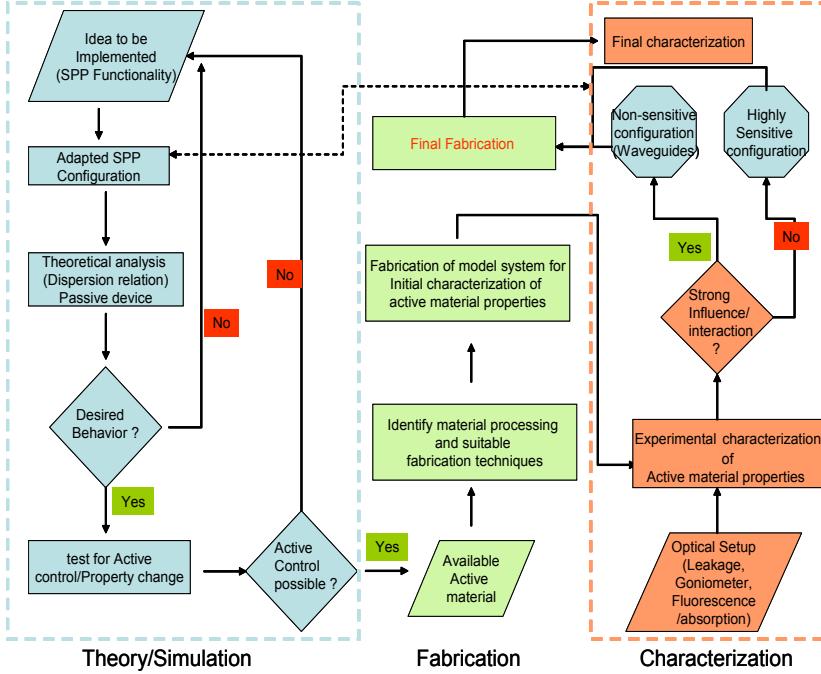 Idea to be
Implemented
(SPP Functionality)
Adapted SPP
Configuration
Theoretical analysis
(Dispersion relation)
Passive device
No
No
Desired
Behavior ?
Yes
test for Active
control/Property change
Active
Control
possible ?
Yes
Theory/Simulation
Final Fabrication
Fabrication of model system for
Initial characterization of
active material properties
Identify material processing
and suitable
fabrication techniques
Available
Active
material
Fabrication
Final characterization
Non-sensitive
configuration
(Waveguides)
Highly
Sensitive
configuration
Yes
No
Strong
Influence/
interaction
?
Experimental characterization
of
Active material properties
Optical Setup
(Leakage,
Goniometer,
Fluorescence
/absorption)
Characterization